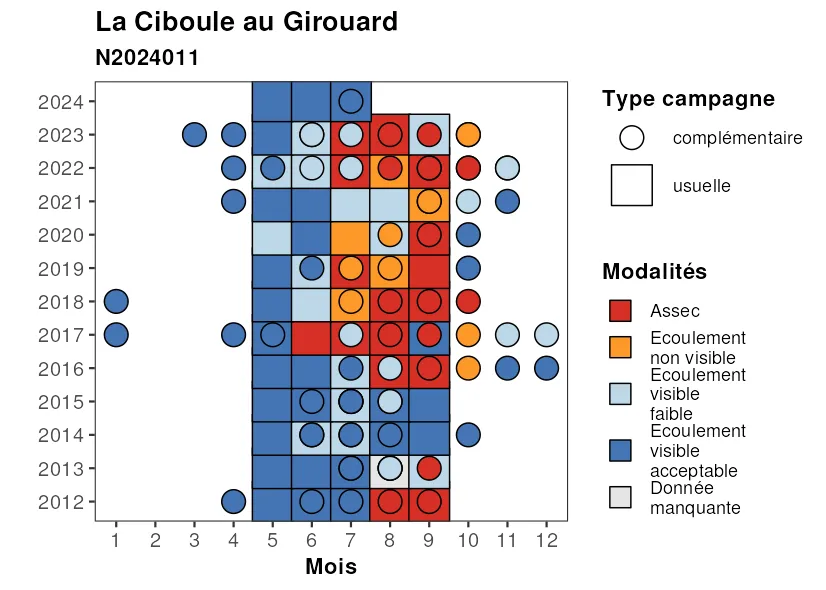 La Ciboule au Girouard
N2024011
2024
2023
2022
2021
2020
2019
2018
2017
2016
2015
2014
2013
2012
1 2 3 4 5 6 7 8 9 10 11 12
Mois
Type campagne
complémentaire
usuelle
Modalités
Assec
Ecoulement
non visible
Ecoulement
visible
faible
Ecoulement
visible
acceptable
Donnée
manquante